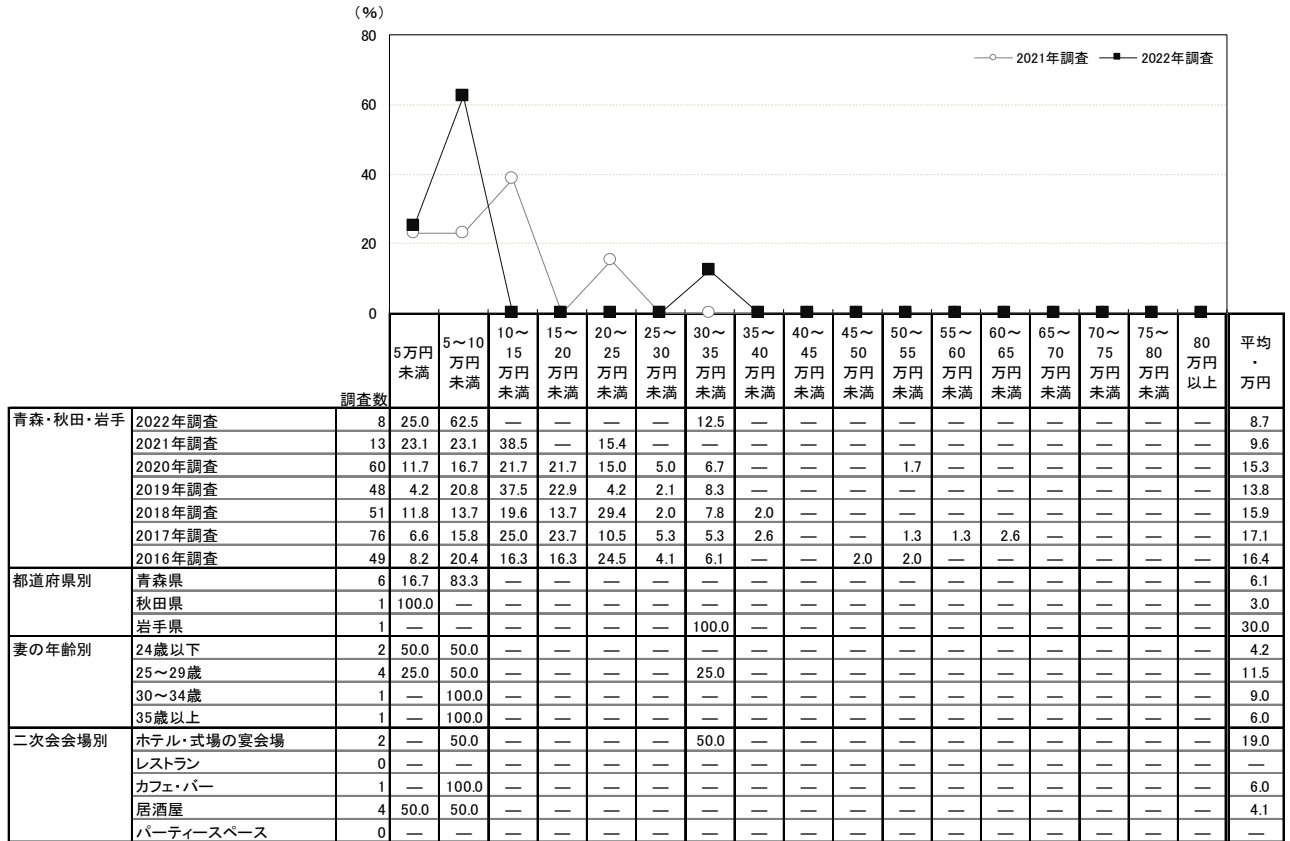 (%)
80
60
40
20
0
2021年調査 2022年調査
調査数 5万円未満 5～10万円未満 10～15万円未満 15～20万円未満 20～25万円未満 25～30万円未満 30～35万円未満 35～40万円未満 40～45万円未満 45～50万円未満 50～55万円未満 55～60万円未満 60～65万円未満 65～70万円未満 70～75万円未満 75～80万円未満 80万円以上 平均・万円
青森・秋田・岩手 2022年調査 8 25.0 62.5 — — — — 12.5 — — — — — — — — — — 8.7
2021年調査 13 23.1 23.1 38.5 — 15.4 — — — — — — — — — — — — 9.6
2020年調査 60 11.7 16.7 21.7 21.7 15.0 5.0 6.7 — — — 1.7 — — — — — — 15.3
2019年調査 48 4.2 20.8 37.5 22.9 4.2 2.1 8.3 — — — — — — — — — — 13.8
2018年調査 51 11.8 13.7 19.6 13.7 29.4 2.0 7.8 2.0 — — — — — — — — — 15.9
2017年調査 76 6.6 15.8 25.0 23.7 10.5 5.3 5.3 2.6 — — 1.3 1.3 2.6 — — — — 17.1
2016年調査 49 8.2 20.4 16.3 16.3 24.5 4.1 6.1 — — 2.0 2.0 — — — — — — 16.4
都道府県別 青森県 6 16.7 83.3 — — — — — — — — — — — — — — — 6.1
秋田県 1 100.0 — — — — — — — — — — — — — — — — 3.0
岩手県 1 — — — — — — 100.0 — — — — — — — — — — 30.0
妻の年齢別 24歳以下 2 50.0 50.0 — — — — — — — — — — — — — — — 4.2
25～29歳 4 25.0 50.0 — — — — 25.0 — — — — — — — — — — 11.5
30～34歳 1 — 100.0 — — — — — — — — — — — — — — — 9.0
35歳以上 1 — 100.0 — — — — — — — — — — — — — — — 6.0
二次会会場別 ホテル・式場の宴会場 2 — 50.0 — — — — 50.0 — — — — — — — — — — 19.0
レストラン 0 — — — — — — — — — — — — — — — — — —
カフェ・バー 1 — 100.0 — — — — — — — — — — — — — — — 6.0
居酒屋 4 50.0 50.0 — — — — — — — — — — — — — — — 4.1
パーティースペース 0 — — — — — — — — — — — — — — — — — —